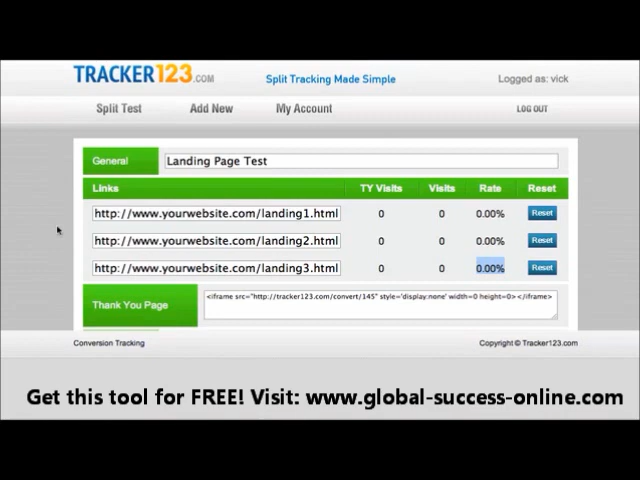 TRACKER123.COM
Split Tracking Made Simple
Logged as: vick
Split Test
Add New
My Account
LOG OUT
General
Landing Page Test
Links TY Visits Visits Rate Reset
http://www.yourwebsite.com/landing1.html 0 0 0.00% Reset
http://www.yourwebsite.com/landing2.html 0 0 0.00% Reset
http://www.yourwebsite.com/landing3.html 0 0 0.00% Reset
Thank You Page
<iframe src="http://tracker123.com/convert/145" style='display:none' width=0 height=0></iframe>
Conversion Tracking
Copyright © Tracker123.com
Get this tool for FREE! Visit: www.global-success-online.com